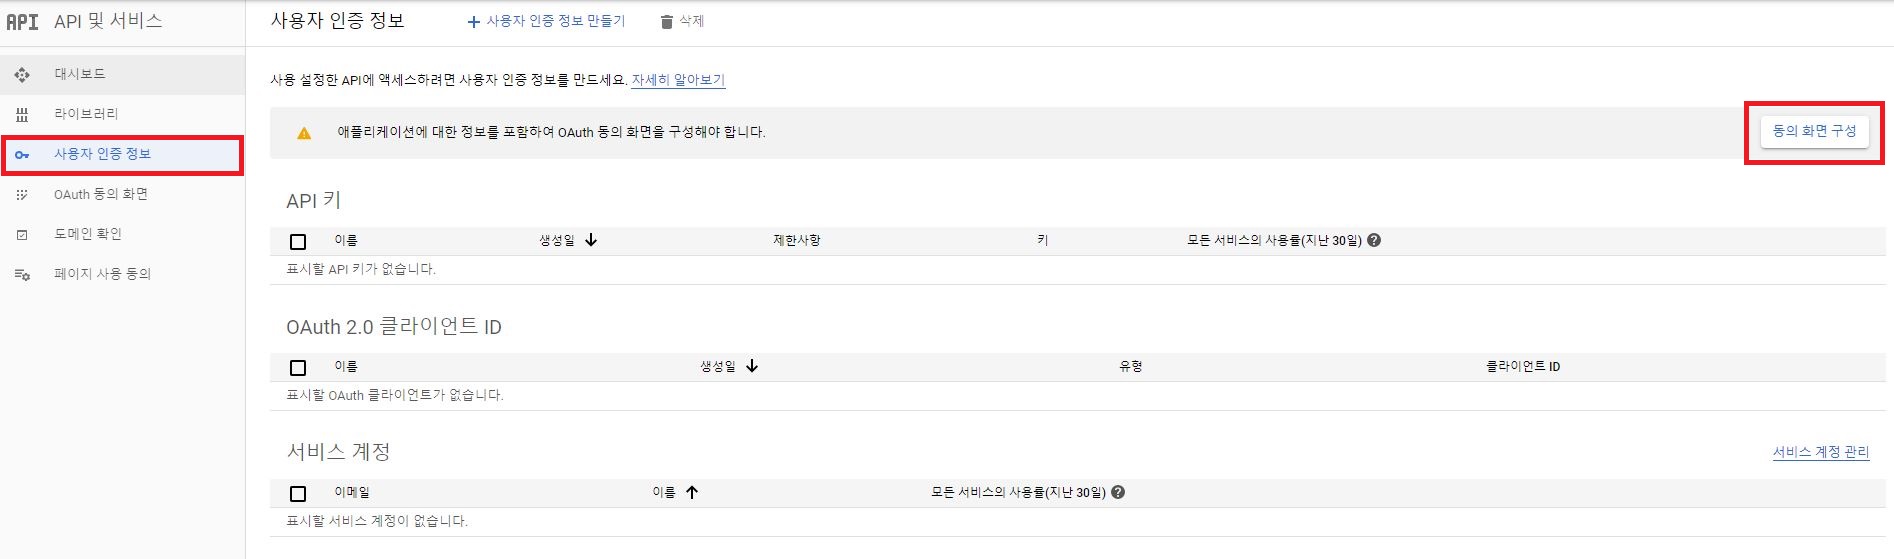 API API 및 서비스
사용자 인증 정보
+ 사용자 인증 정보 만들기
삭제
대시보드
라이브러리
사용자 인증 정보
OAuth 동의 화면
도메인 확인
페이지 사용 동의
사용 설정한 API에 액세스하려면 사용자 인증 정보를 만드세요. 자세히 알아보기
애플리케이션에 대한 정보를 포함하여 OAuth 동의 화면을 구성해야 합니다.
동의 화면 구성
API 키
이름 생성일 제한사항 키 모든 서비스의 사용률(지난 30일)
표시할 API 키가 없습니다.
OAuth 2.0 클라이언트 ID
이름 생성일 유형 클라이언트 ID
표시할 OAuth 클라이언트가 없습니다.
서비스 계정
서비스 계정 관리
이메일 이름 모든 서비스의 사용률(지난 30일)
표시할 서비스 계정이 없습니다.